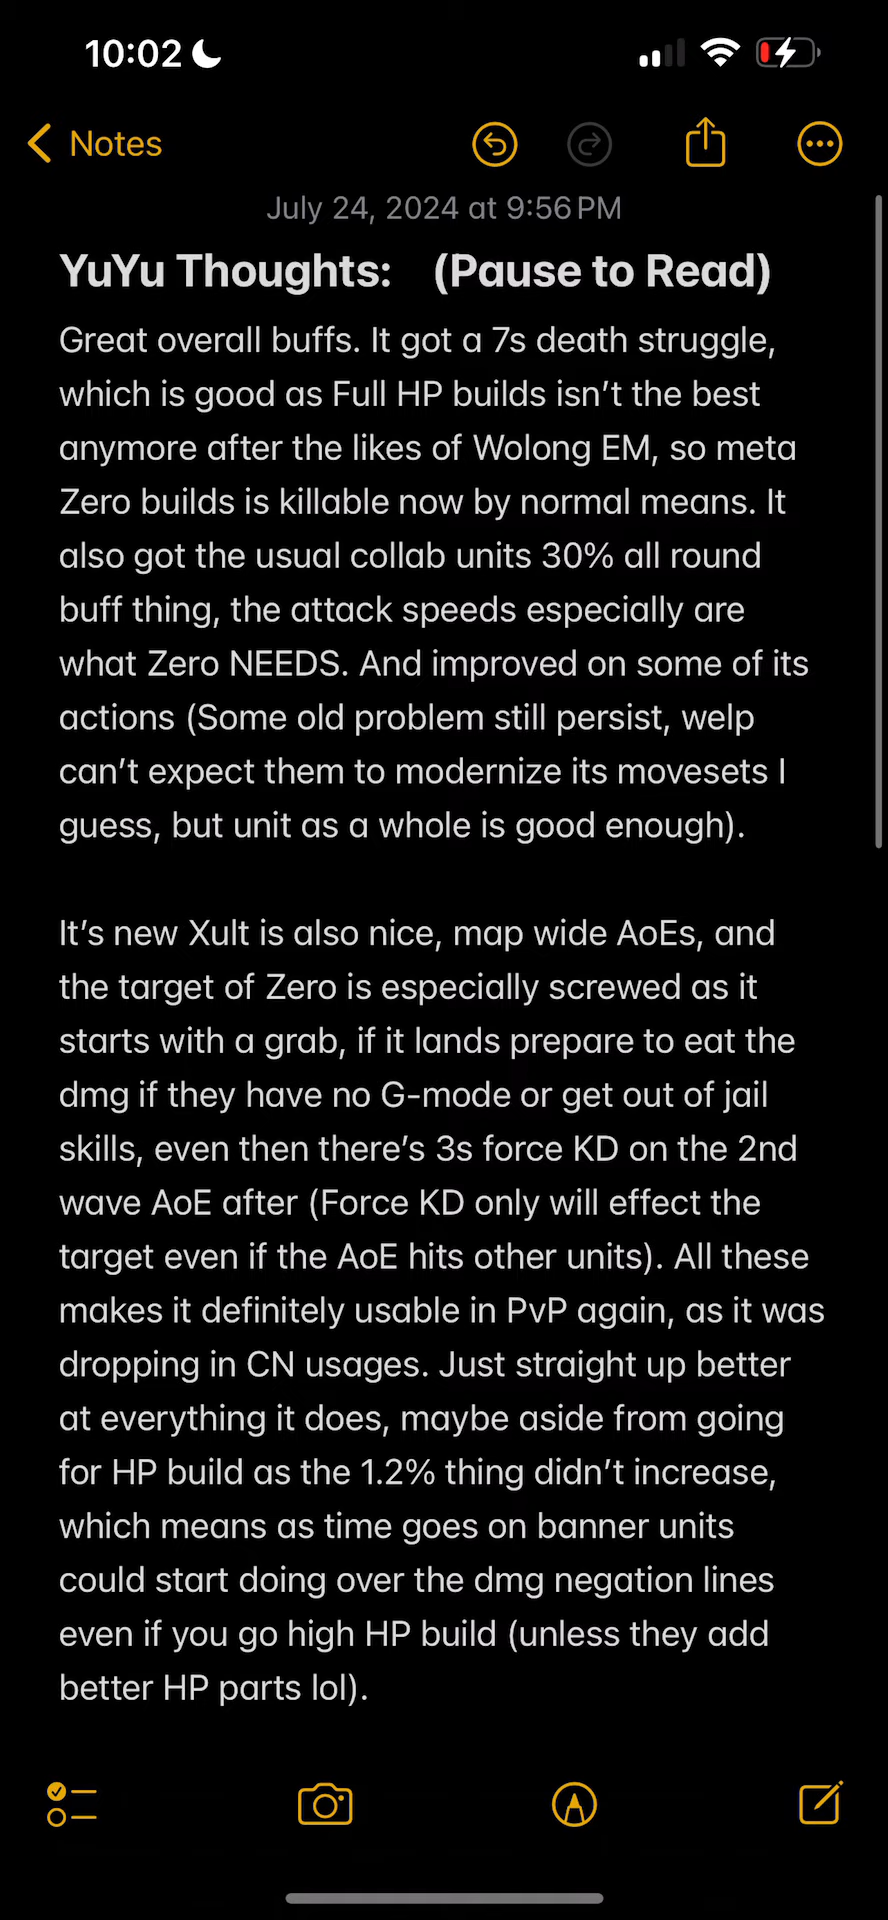 10:02
Notes
July 24, 2024 at 9:56 PM
YuYu Thoughts: (Pause to Read)
Great overall buffs. It got a 7s death struggle,
which is good as Full HP builds isn’t the best
anymore after the likes of Wolong EM, so meta
Zero builds is killable now by normal means. It
also got the usual collab units 30% all round
buff thing, the attack speeds especially are
what Zero NEEDS. And improved on some of its
actions (Some old problem still persist, welp
can’t expect them to modernize its movesets I
guess, but unit as a whole is good enough).
It’s new Xult is also nice, map wide AoEs, and
the target of Zero is especially screwed as it
starts with a grab, if it lands prepare to eat the
dmg if they have no G-mode or get out of jail
skills, even then there’s 3s force KD on the 2nd
wave AoE after (Force KD only will effect the
target even if the AoE hits other units). All these
makes it definitely usable in PvP again, as it was
dropping in CN usages. Just straight up better
at everything it does, maybe aside from going
for HP build as the 1.2% thing didn’t increase,
which means as time goes on banner units
could start doing over the dmg negation lines
even if you go high HP build (unless they add
better HP parts lol).